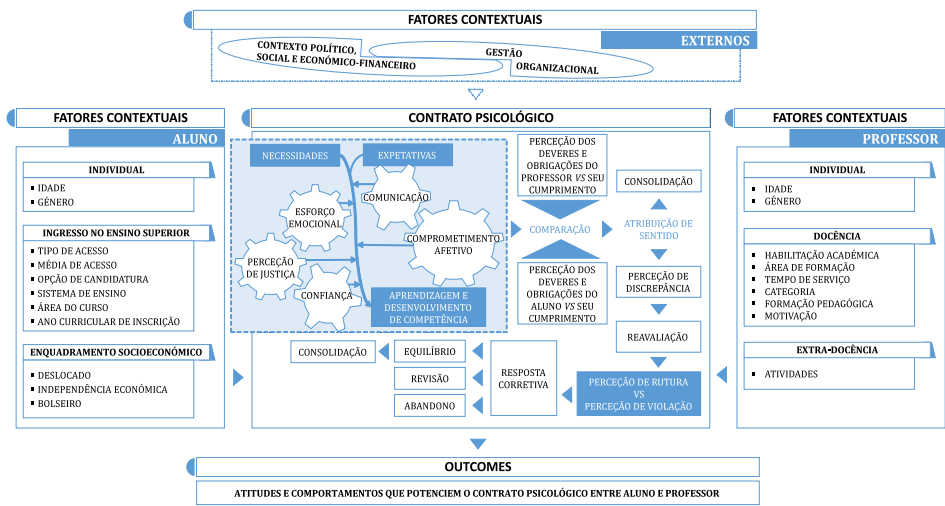 FATORES CONTEXTUAIS
EXTERNOS
CONTEXTO POLÍTICO,
SOCIAL E ECONÓMICO-FINANCEIRO
GESTÃO
ORGANIZACIONAL
FATORES CONTEXTUAIS
ALUNO
INDIVIDUAL
▪ IDADE
▪ GÉNERO
INGRESSO NO ENSINO SUPERIOR
▪ TIPO DE ACESSO
▪ MÉDIA DE ACESSO
▪ OPÇÃO DE CANDIDATURA
▪ SISTEMA DE ENSINO
▪ ÁREA DO CURSO
▪ ANO CURRICULAR DE INSCRIÇÃO
ENQUADRAMENTO SOCIOECONÓMICO
▪ DESLOCADO
▪ INDEPENDÊNCIA ECONÓMICA
▪ BOLSEIRO
CONTRATO PSICOLÓGICO
NECESSIDADES
EXPETATIVAS
COMUNICAÇÃO
ESFORÇO
EMOCIONAL
COMPROMETIMENTO
AFETIVO
PERCEÇÃO
DE JUSTIÇA
CONFIANÇA
APRENDIZAGEM E
DESENVOLVIMENTO
DE COMPETÊNCIA
PERCEÇÃO DOS
DEVERES E
OBRIGAÇÕES DO
PROFESSOR VS SEU
CUMPRIMENTO
COMPARAÇÃO
PERCEÇÃO DOS
DEVERES E
OBRIGAÇÕES DO
ALUNO VS SEU
CUMPRIMENTO
CONSOLIDAÇÃO
ATRIBUIÇÃO DE
SENTIDO
PERCEÇÃO DE
DISCREPÂNCIA
REAVALIAÇÃO
PERCEÇÃO DE RUTURA
VS
PERCEÇÃO DE VIOLAÇÃO
RESPOSTA
CORRETIVA
EQUILÍBRIO
REVISÃO
ABANDONO
CONSOLIDAÇÃO
FATORES CONTEXTUAIS
PROFESSOR
INDIVIDUAL
▪ IDADE
▪ GÉNERO
DOCÊNCIA
▪ HABILITAÇÃO ACADÉMICA
▪ ÁREA DE FORMAÇÃO
▪ TEMPO DE SERVIÇO
▪ CATEGORIA
▪ FORMAÇÃO PEDAGÓGICA
▪ MOTIVAÇÃO
EXTRA-DOCÊNCIA
▪ ATIVIDADES
OUTCOMES
ATITUDES E COMPORTAMENTOS QUE POTENCIEM O CONTRATO PSICOLÓGICO ENTRE ALUNO E PROFESSOR